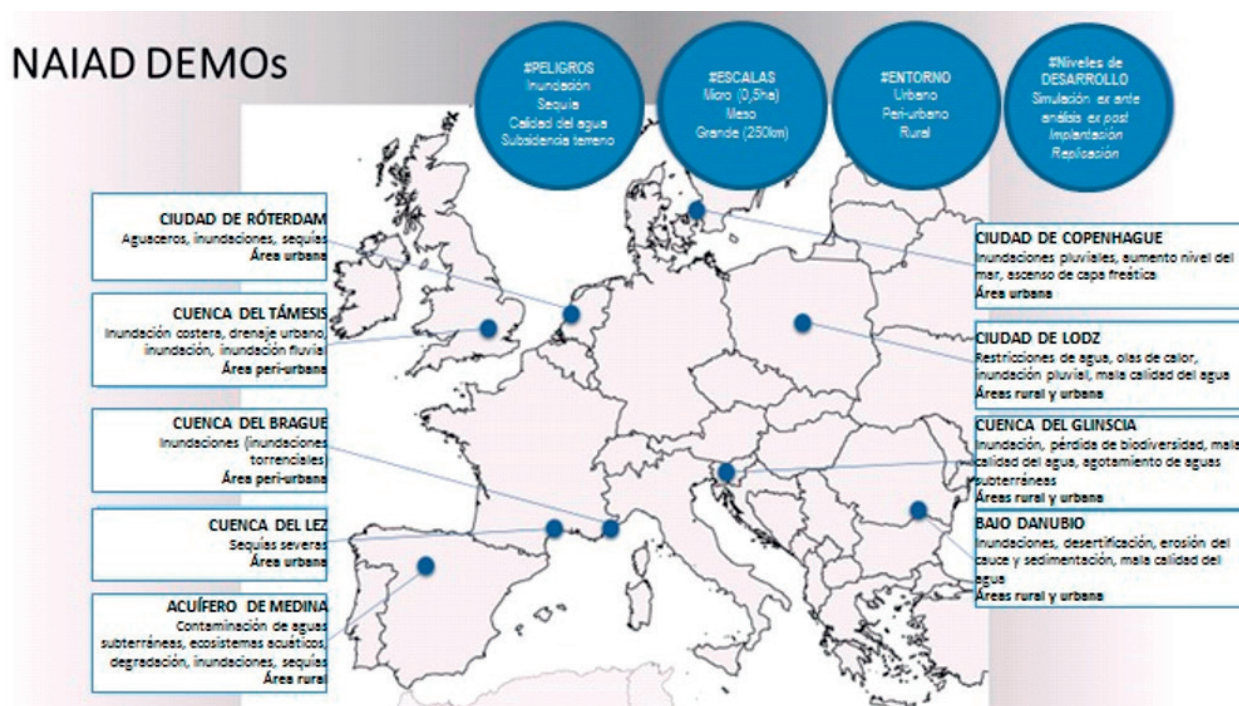 NAIAD DEMOs
#PELIGROS
Inundación
Sequía
Calidad del agua
Subsidencia terreno
#ESCALAS
Micro (0,5ha)
Meso
Grande (250km)
#ENTORNO
Urbano
Peri-urbano
Rural
#Niveles de
DESARROLLO
Simulación ex ante
análisis ex post
Implantación
Replicación
CIUDAD DE RÓTERDAM
Aguaceros, inundaciones, sequías
Área urbana
CUENCA DEL TÁMESIS
Inundación costera, drenaje urbano,
inundación, inundación fluvial
Área peri-urbana
CUENCA DEL BRAGUE
Inundaciones (inundaciones
torrenciales)
Área peri-urbana
CUENCA DEL LEZ
Sequías severas
Área urbana
ACUÍFERO DE MEDINA
Contaminación de aguas
subterráneas, ecosistemas acuáticos,
degradación, inundaciones, sequías
Área rural
CIUDAD DE COPENHAGUE
Inundaciones pluviales, aumento nivel del
mar, ascenso de capa freática
Área urbana
CIUDAD DE LODZ
Restricciones de agua, olas de calor,
inundación pluvial, mala calidad del agua
Áreas rural y urbana
CUENCA DEL GLINSCIA
Inundación, pérdida de biodiversidad, mala
calidad del agua, agotamiento de aguas
subterráneas
Áreas rural y urbana
BAJO DANUBIO
Inundaciones, desertificación, erosión del
cauce y sedimentación, mala calidad del
agua
Áreas rural y urbana